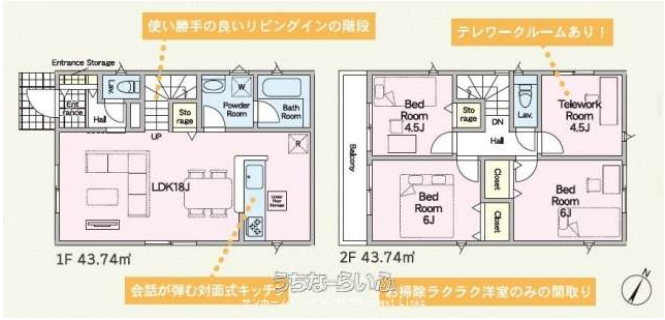 使い勝手の良いリビングインの階段
テレワークルームあり！
Entrance Storage
Ent
rance
Hall
Lav.
UP
Sto
rage
Powder
Room
W
Bath
Room
R
LDK18J
Under
Floor
Storage
1F 43.74㎡
会話が弾む対面式キッチン
Balcony
Bed
Room
4.5J
Sto
rage
DN
Lav.
Hall
Telework
Room
4.5J
Bed
Room
6J
Closet
Closet
Bed
Room
6J
2F 43.74㎡
お掃除ラクラク洋室のみの間取り
うちなーらいふ